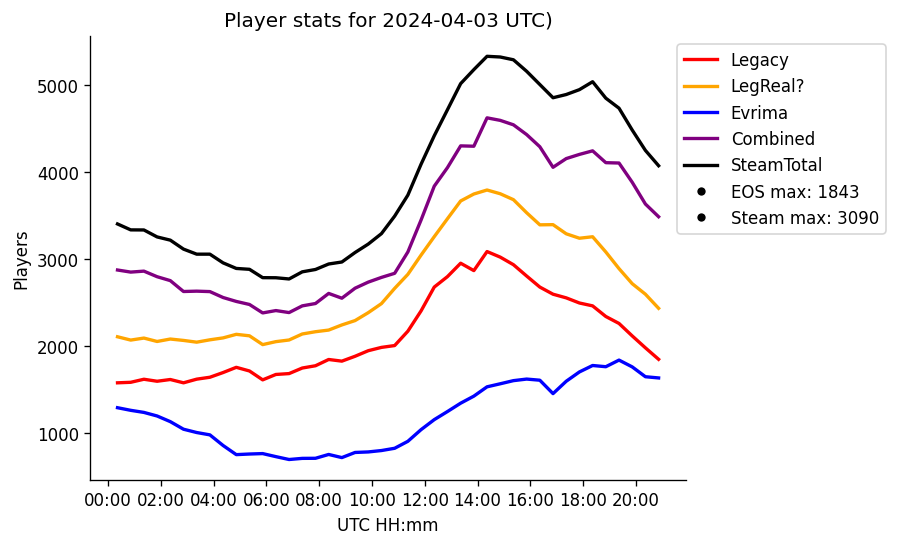 Player stats for 2024-04-03 UTC)
Legacy
LegReal?
Evrima
Combined
SteamTotal
EOS max: 1843
Steam max: 3090
Players
5000
4000
3000
2000
1000
00:00 02:00 04:00 06:00 08:00 10:00 12:00 14:00 16:00 18:00 20:00
UTC HH:mm